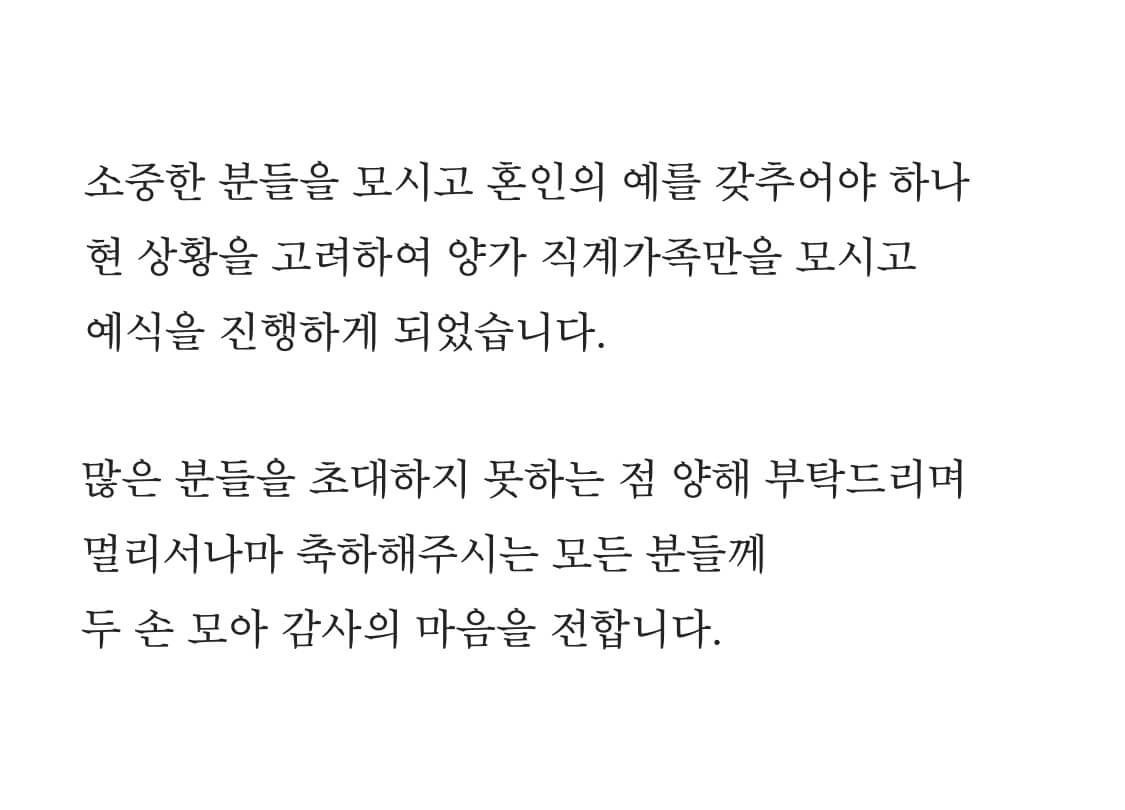 소중한 분들을 모시고 혼인의 예를 갖추어야 하나
현 상황을 고려하여 양가 직계가족만을 모시고
예식을 진행하게 되었습니다.
많은 분들을 초대하지 못하는 점 양해 부탁드리며
멀리서나마 축하해주시는 모든 분들께
두 손 모아 감사의 마음을 전합니다.